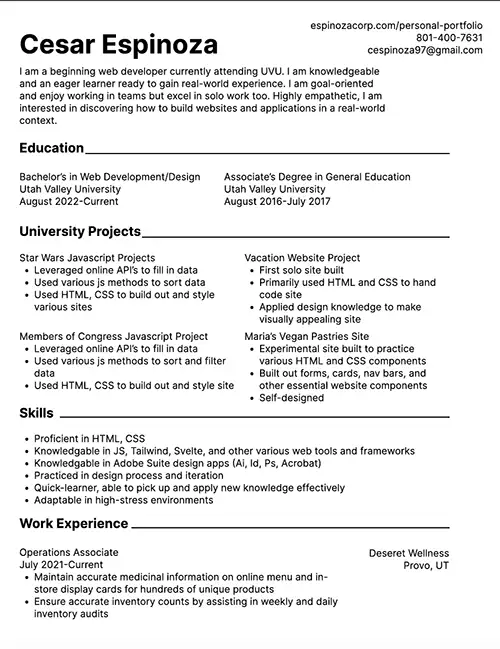 espinozacorp.com/personal-portfolio
801-400-7631
cespinoza97@gmail.com
Cesar Espinoza
I am a beginning web developer currently attending UVU. I am knowledgeable
and an eager learner ready to gain real-world experience. I am goal-oriented
and enjoy working in teams but excel in solo work too. Highly empathetic, I am
interested in discovering how to build websites and applications in a real-world
context.
Education
Bachelor's in Web Development/Design
Utah Valley University
August 2022-Current
Associate's Degree in General Education
Utah Valley University
August 2016-July 2017
University Projects
Star Wars Javascript Projects
• Leveraged online API's to fill in data
• Used various js methods to sort data
• Used HTML, CSS to build out and style
various sites
Vacation Website Project
• First solo site built
• Primarily used HTML and CSS to hand
code site
• Applied design knowledge to make
visually appealing site
Members of Congress Javascript Project
• Leveraged online API's to fill in data
• Used various js methods to sort and filter
data
• Used HTML, CSS to build out and style site
Maria's Vegan Pastries Site
• Experimental site built to practice
various HTML and CSS components
• Built out forms, cards, nav bars, and
other essential website components
• Self-designed
Skills
• Proficient in HTML, CSS
• Knowledgable in JS, Tailwind, Svelte, and other various web tools and frameworks
• Knowledgable in Adobe Suite design apps (Ai, Id, Ps, Acrobat)
• Practiced in design process and iteration
• Quick-learner, able to pick up and apply new knowledge effectively
• Adaptable in high-stress environments
Work Experience
Operations Associate
July 2021-Current
• Maintain accurate medicinal information on online menu and in-
store display cards for hundreds of unique products
• Ensure accurate inventory counts by assisting in weekly and daily
inventory audits
Deseret Wellness
Provo, UT